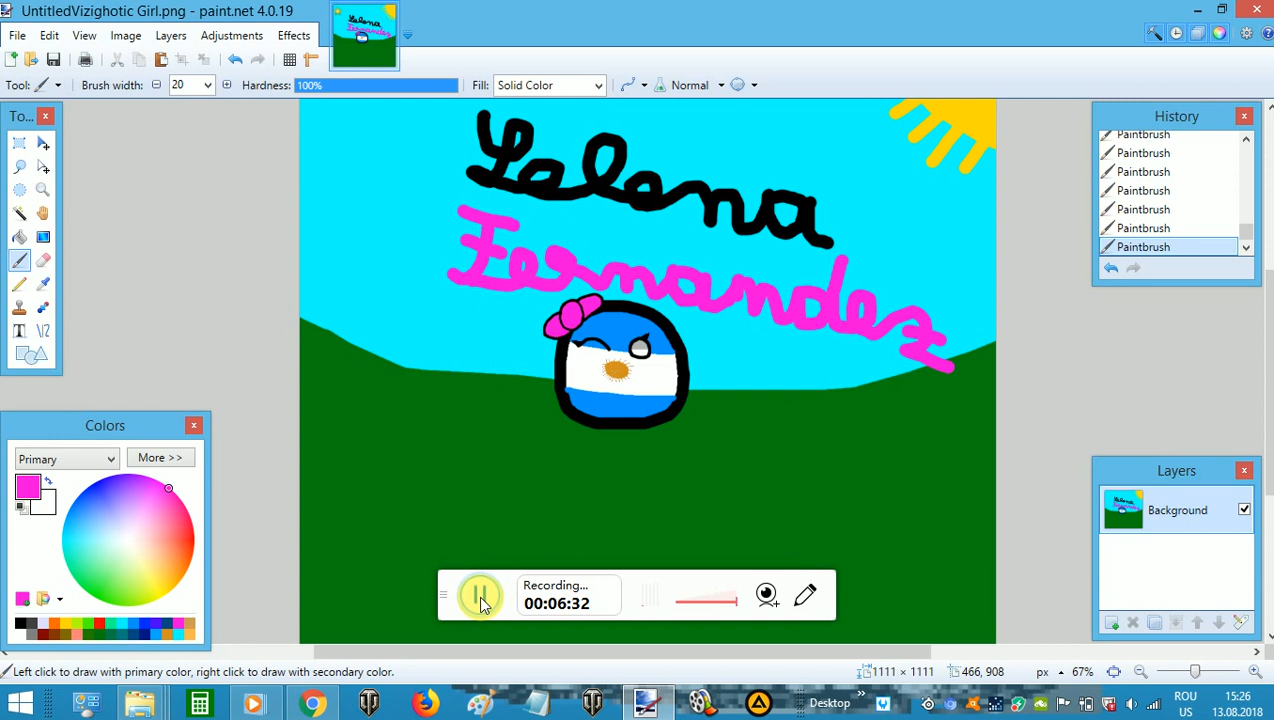 UntitledVizighotic Girl.png - paint.net 4.0.19
File Edit View Image Layers Adjustments Effects
Tool: Brush width: 20 Hardness: 100% Fill: Solid Color Normal
To...
History
Paintbrush
Paintbrush
Paintbrush
Paintbrush
Paintbrush
Paintbrush
Paintbrush
Lelena
Fernandez
Colors
Primary
More >>
Layers
Background
Recording...
00:06:32
Left click to draw with primary color, right click to draw with secondary color.
1111 × 1111
466, 908
px
67%
Desktop
ROU
US
15:26
13.08.2018